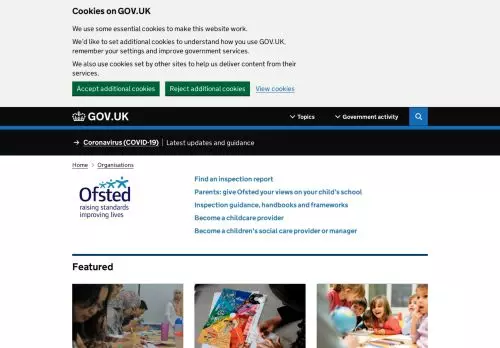 Cookies on GOV.UK
We use some essential cookies to make this website work.
We'd like to set additional cookies to understand how you use GOV.UK,
remember your settings and improve government services.
We also use cookies set by other sites to help us deliver content from their
services.
Accept additional cookies Reject additional cookies View cookies
GOV.UK Topics Government activity
→ Coronavirus (COVID-19) Latest updates and guidance
Home > Organisations
Ofsted
raising standards
improving lives
Find an inspection report
Parents: give Ofsted your views on your child's school
Inspection guidance, handbooks and frameworks
Become a childcare provider
Become a children's social care provider or manager
Featured